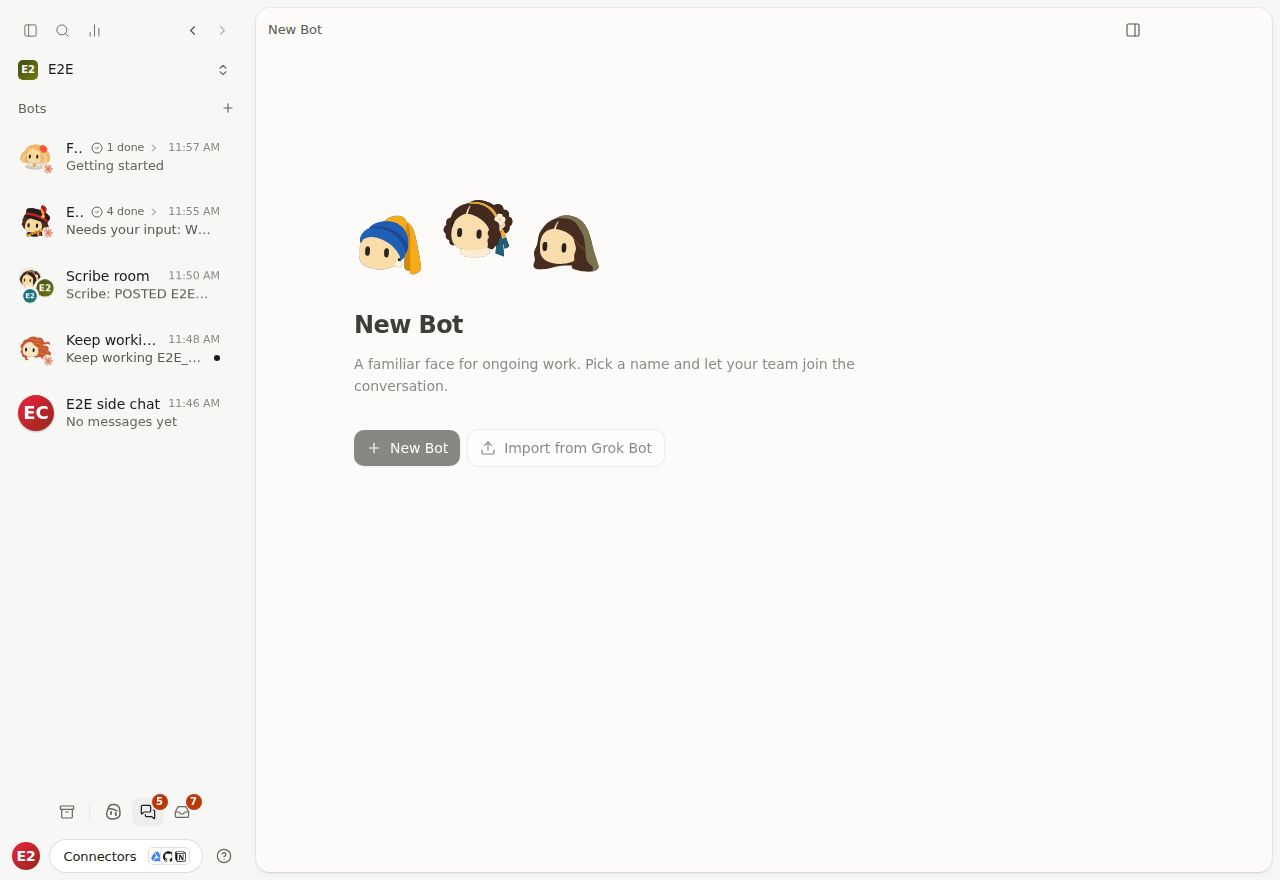 New Bot
E2 E2E
Bots
F.. 1 done 11:57 AM
Getting started
E.. 4 done 11:55 AM
Needs your input: W...
Scribe room 11:50 AM
E2 E2
Scribe: POSTED E2E...
Keep worki... 11:48 AM
Keep working E2E_...
EC E2E side chat 11:46 AM
No messages yet
New Bot
A familiar face for ongoing work. Pick a name and let your team join the
conversation.
New Bot Import from Grok Bot
5 7
E2 Connectors